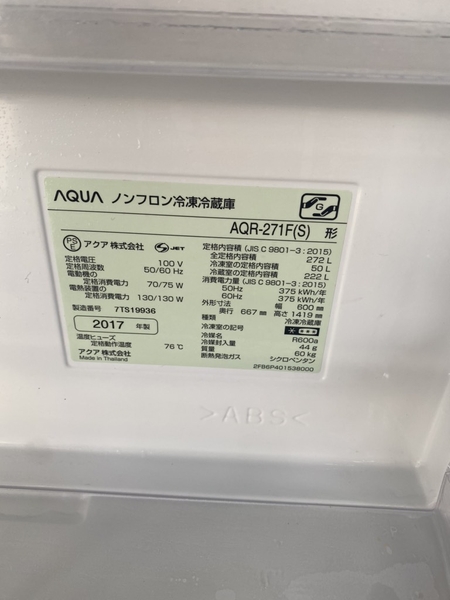 AQUA ノンフロン冷凍冷蔵庫
G
AQR-271F(S) 形
PS E アクア株式会社 S JET
定格電圧 100 V
定格周波数 50/60 Hz
電動機の
定格消費電力 70/75 W
電熱装置の
定格消費電力 130/130 W
製造番号 7TS19936
2017 年製
温度ヒューズ
定格動作温度 76℃
アクア株式会社
Made in Thailand
定格内容積 (JIS C 9801-3:2015)
全定格内容積 272 L
冷凍室の定格内容積 50 L
冷蔵室の定格内容積 222 L
消費電力量 (JIS C 9801-3:2015)
50Hz 375 kWh/年
60Hz 375 kWh/年
外形寸法 幅 600 mm
奥行 667 mm 高さ 1419 mm
種類 冷凍冷蔵庫
冷凍室の記号
冷媒名 R600a
冷媒封入量 44 g
質量 60 kg
断熱発泡ガス シクロペンタン
2FB6P401538000
>ABS<